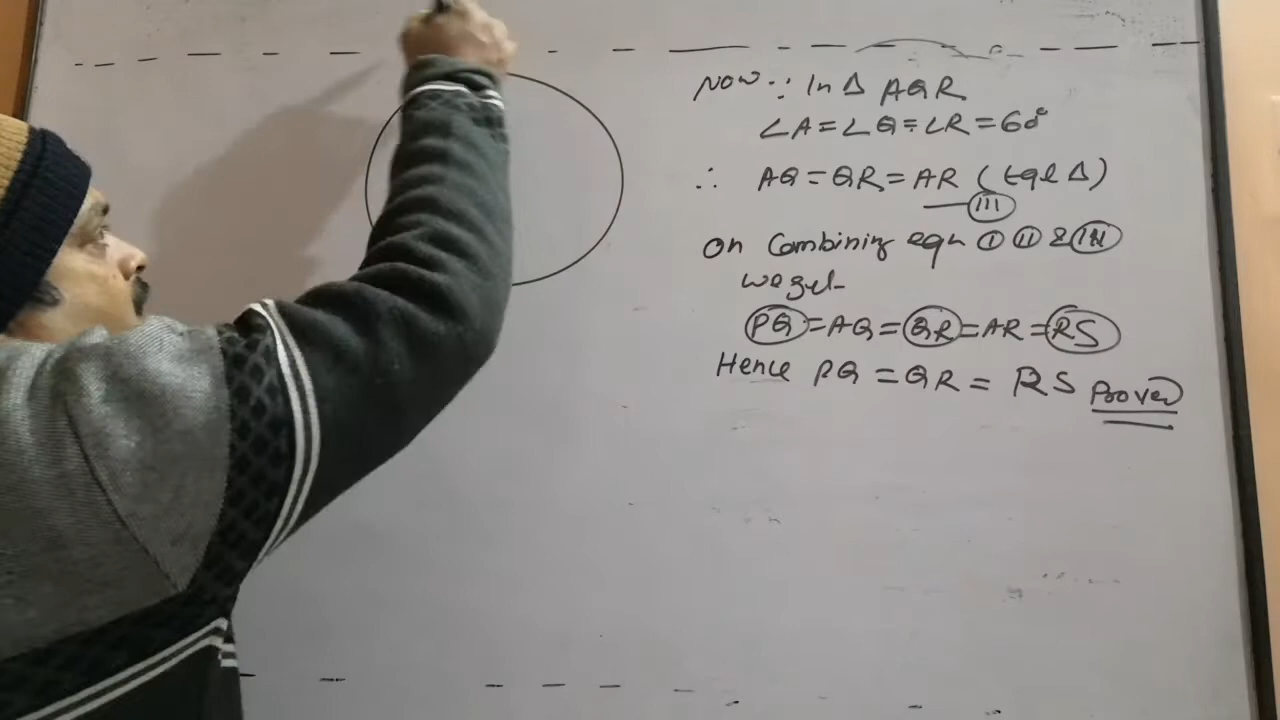 Now ∵ In Δ AQR
∠A = ∠Q = ∠R = 60°
∴ AQ = QR = AR (Eql Δ)
— III
On Combining eqn I II & III
we get
PQ = AQ = QR = AR = RS
Hence PQ = QR = RS Proved